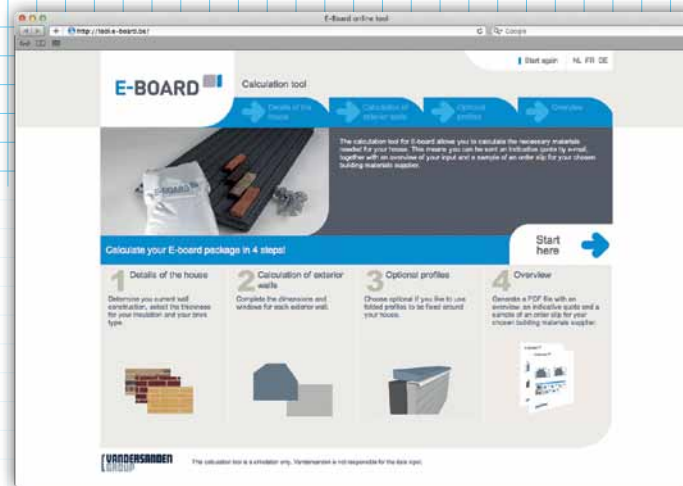 E-Board online tool
http://tool.e-board.be/
Google
Start again NL FR DE
E-BOARD
Calculation tool
Details of the house
Calculation of exterior walls
Optional profiles
Overview
The calculation tool for E-board allows you to calculate the necessary materials
needed for your house. This means you can be sent an indicative quote by e-mail,
together with an overview of your input and a sample of an order slip for your chosen
building materials supplier.
E-BOARD
Calculate your E-board package in 4 steps!
Start
here
1 Details of the house
Determine you current wall
construction, select the thickness
for your insulation and your brick
type.
2 Calculation of exterior
walls
Complete the dimensions and
windows for each exterior wall.
3 Optional profiles
Choose optional if you like to use
folded profiles to be fixed around
your house.
4 Overview
Generate a PDF file with an
overview, an indicative quote and a
sample of an order slip for your
chosen building materials supplier.
VANDERSANDEN
GROUP
This calculation tool is a simulator only. Vandersanden is not responsible for the data input.